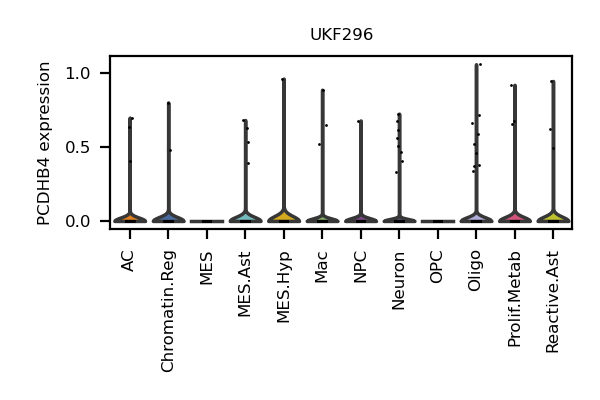 UKF296
PCDHB4 expression
1.0
0.5
0.0
AC
Chromatin.Reg
MES
MES.Ast
MES.Hyp
Mac
NPC
Neuron
OPC
Oligo
Prolif.Metab
Reactive.Ast